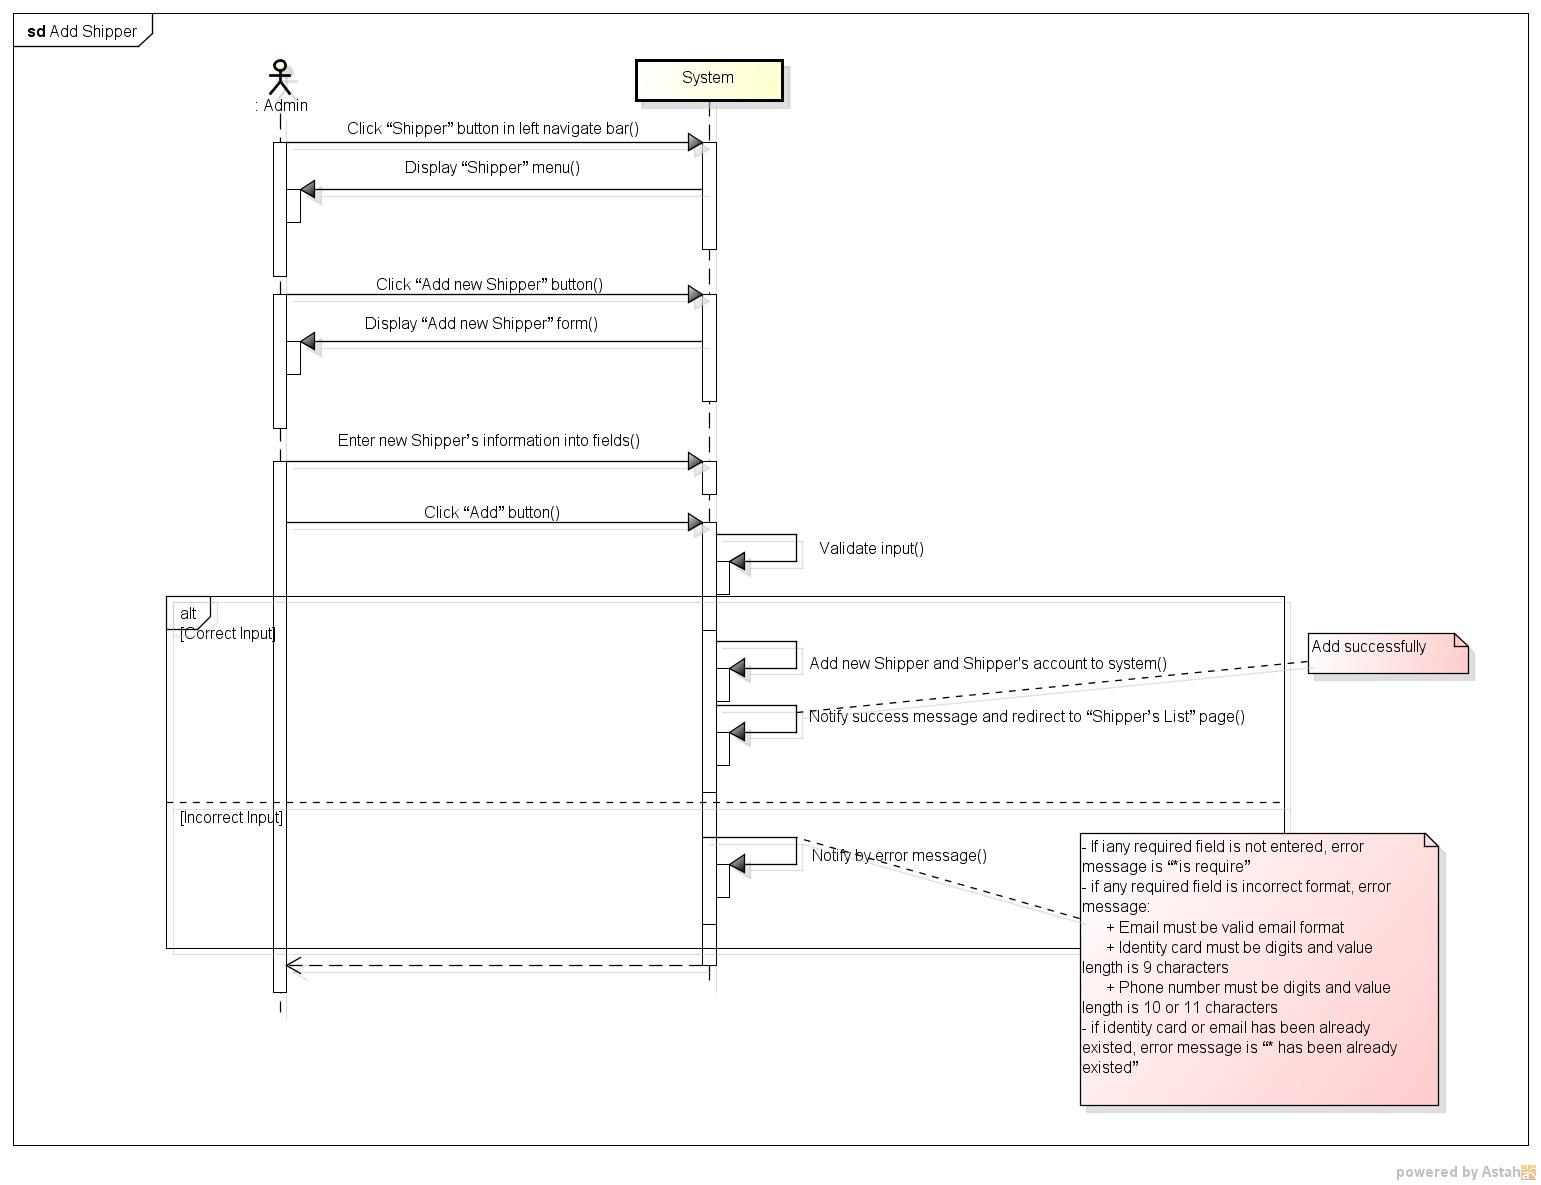 sd Add Shipper
: Admin
System
Click “Shipper” button in left navigate bar()
Display “Shipper” menu()
Click “Add new Shipper” button()
Display “Add new Shipper” form()
Enter new Shipper’s information into fields()
Click “Add” button()
Validate input()
alt
[Correct Input]
Add successfully
Add new Shipper and Shipper's account to system()
Notify success message and redirect to “Shipper’s List” page()
[Incorrect Input]
Notify by error message()
- If iany required field is not entered, error
message is “*is require”
- if any required field is incorrect format, error
message:
+ Email must be valid email format
+ Identity card must be digits and value
length is 9 characters
+ Phone number must be digits and value
length is 10 or 11 characters
- if identity card or email has been already
existed, error message is “* has been already
existed”
powered by Astah